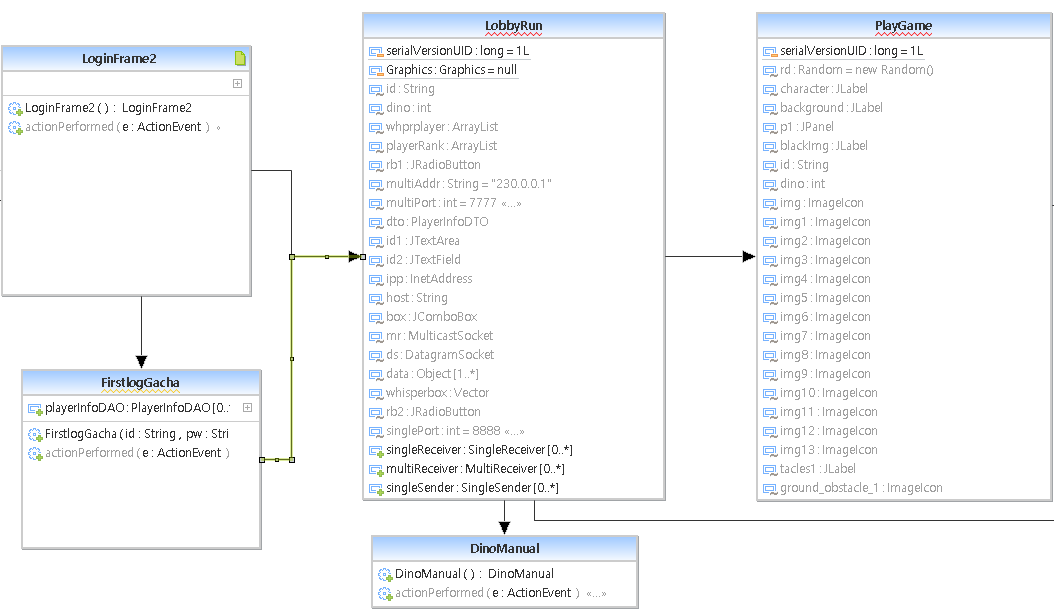 LoginFrame2
LoginFrame2 ( ) : LoginFrame2
actionPerformed ( e : ActionEvent ) «
FirstlogGacha
playerInfoDAO : PlayerInfoDAO [0..*
FirstlogGacha ( id : String , pw : Stri
actionPerformed ( e : ActionEvent )
LobbyRun
serialVersionUID : long = 1L
Graphics : Graphics = null
id : String
dino : int
whprplayer : ArrayList
playerRank : ArrayList
rb1 : JRadioButton
multiAddr : String = "230.0.0.1"
multiPort : int = 7777 «...»
dto : PlayerInfoDTO
id1 : JTextArea
id2 : JTextField
ipp : InetAddress
host : String
box : JComboBox
mr : MulticastSocket
ds : DatagramSocket
data : Object [1..*]
whisperbox : Vector
rb2 : JRadioButton
singlePort : int = 8888 «...»
singleReceiver : SingleReceiver [0..*]
multiReceiver : MultiReceiver [0..*]
singleSender : SingleSender [0..*]
DinoManual
DinoManual ( ) : DinoManual
actionPerformed ( e : ActionEvent ) «...»
PlayGame
serialVersionUID : long = 1L
rd : Random = new Random()
character : JLabel
background : JLabel
p1 : JPanel
blackImg : JLabel
id : String
dino : int
img : ImageIcon
img1 : ImageIcon
img2 : ImageIcon
img3 : ImageIcon
img4 : ImageIcon
img5 : ImageIcon
img6 : ImageIcon
img7 : ImageIcon
img8 : ImageIcon
img9 : ImageIcon
img10 : ImageIcon
img11 : ImageIcon
img12 : ImageIcon
img13 : ImageIcon
tacles1 : JLabel
ground_obstacle_1 : ImageIcon